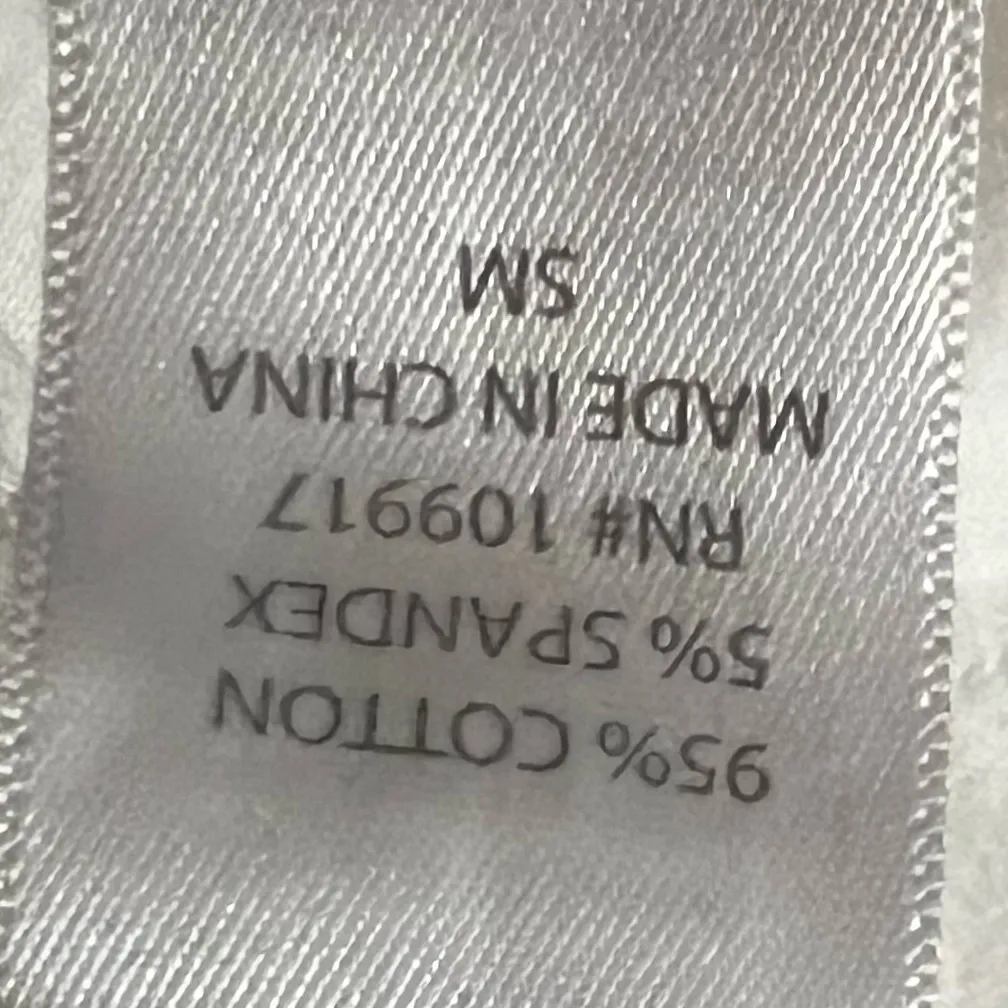 95% COTTON
5% SPANDEX
RN# 109917
MADE IN CHINA
SM